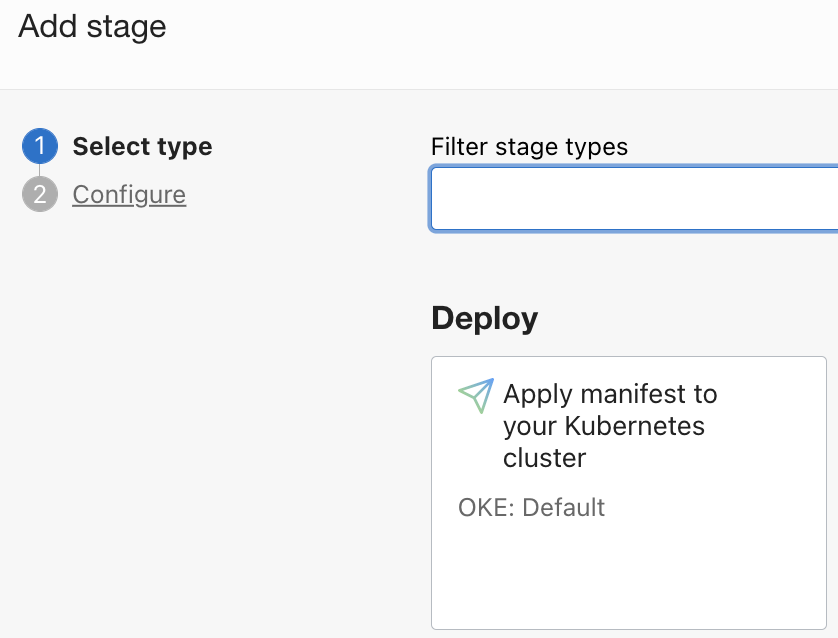 Add stage
1 Select type
2 Configure
Filter stage types
Deploy
Apply manifest to
your Kubernetes
cluster
OKE: Default